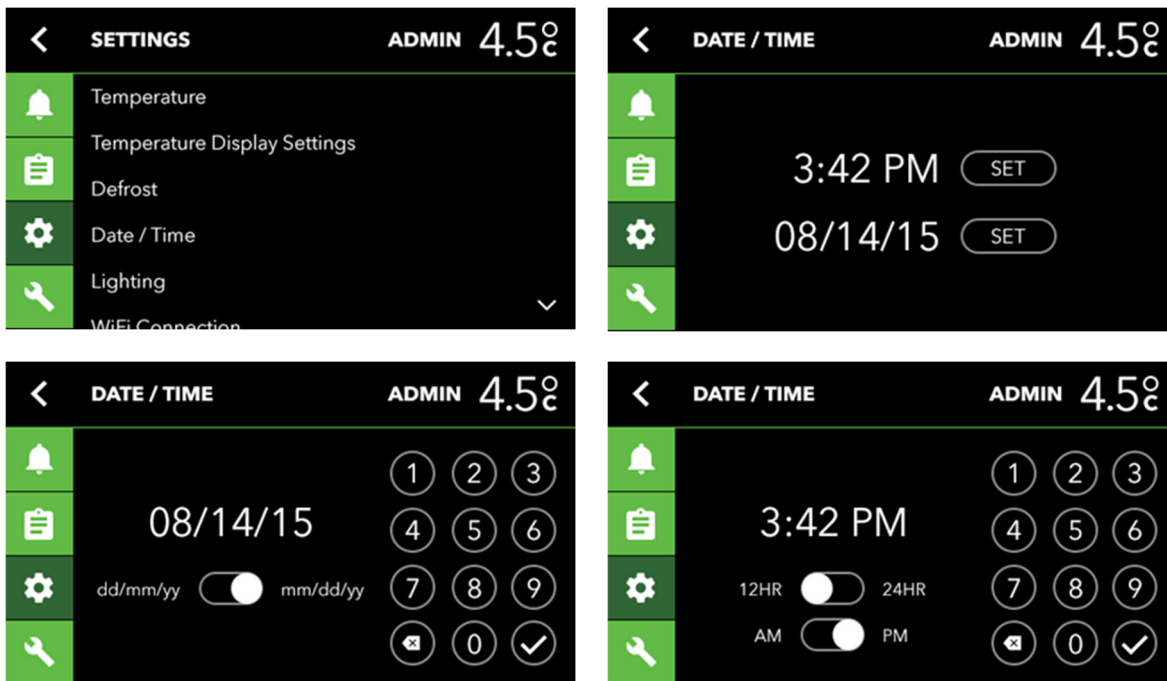 SETTINGS ADMIN 4.5°C
Temperature
Temperature Display Settings
Defrost
Date / Time
Lighting
WiFi Connection
DATE / TIME ADMIN 4.5°C
3:42 PM SET
08/14/15 SET
DATE / TIME ADMIN 4.5°C
08/14/15
dd/mm/yy mm/dd/yy
1 2 3
4 5 6
7 8 9
0
DATE / TIME ADMIN 4.5°C
3:42 PM
12HR 24HR
AM PM
1 2 3
4 5 6
7 8 9
0